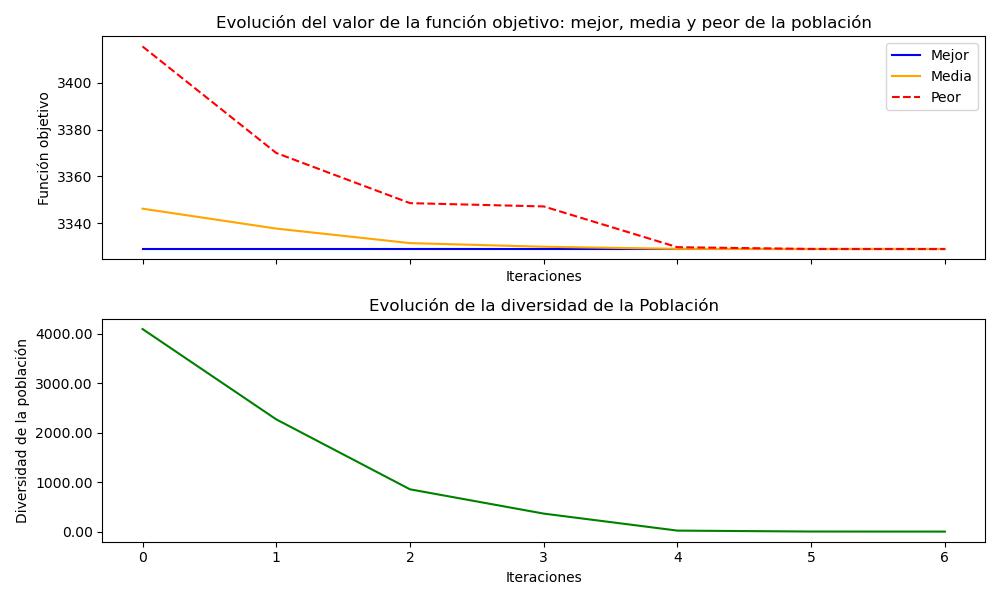 Evolución del valor de la función objetivo: mejor, media y peor de la población
Función objetivo
3400
3380
3360
3340
Mejor
Media
Peor
Iteraciones
Evolución de la diversidad de la Población
Diversidad de la población
4000.00
3000.00
2000.00
1000.00
0.00
0 1 2 3 4 5 6
Iteraciones